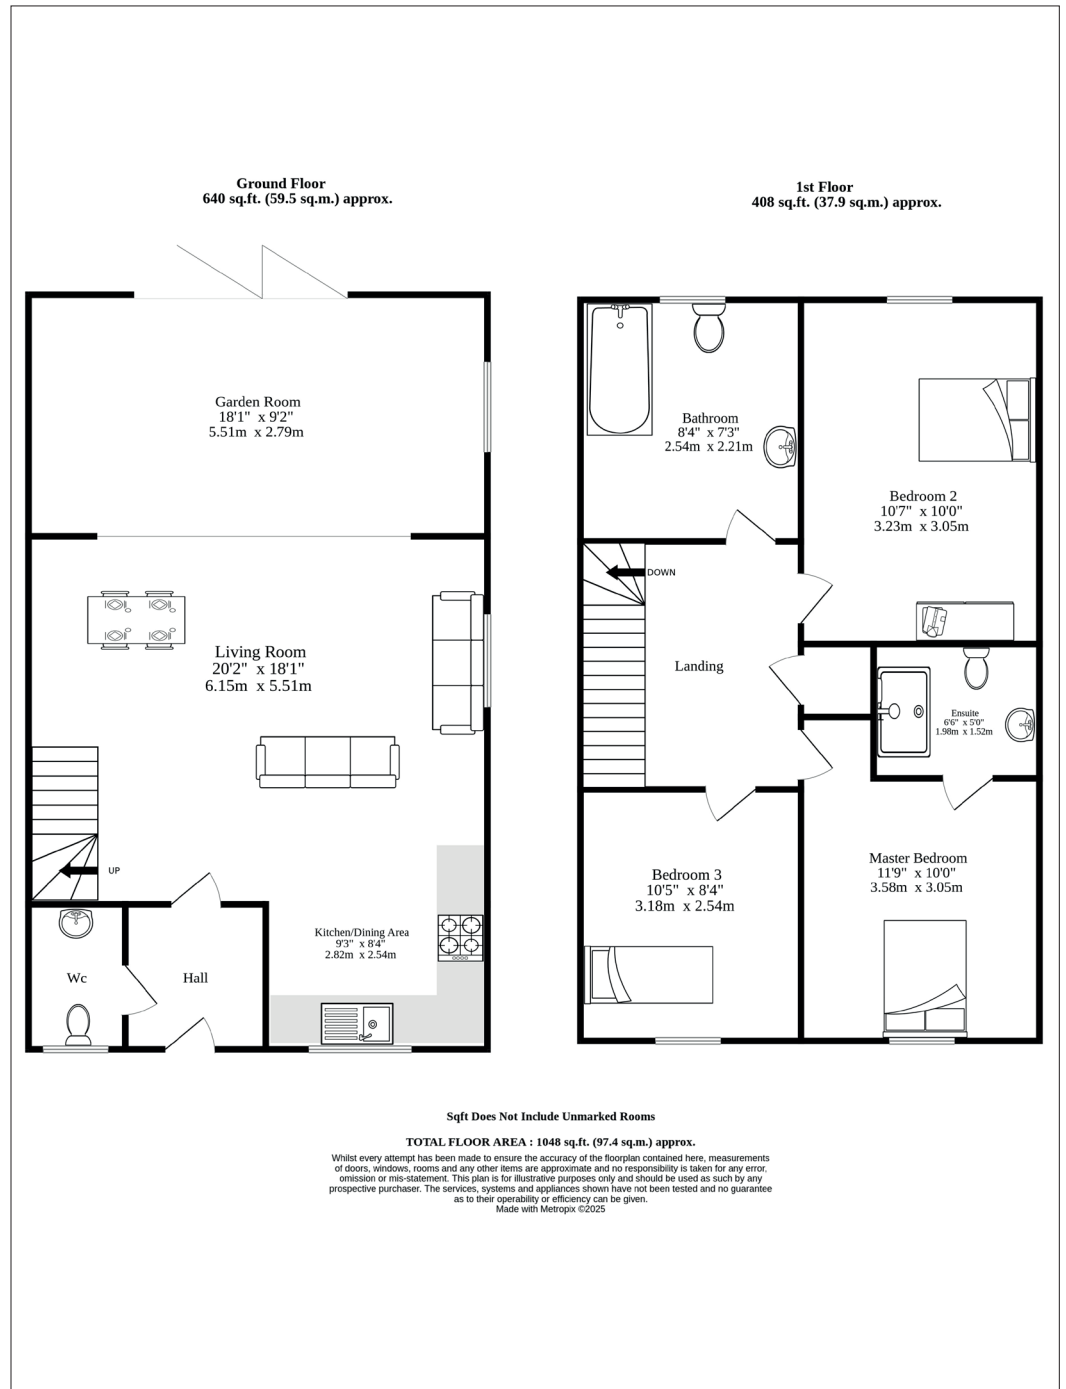 Ground Floor
640 sq.ft. (59.5 sq.m.) approx.
Garden Room
18'1" x 9'2"
5.51m x 2.79m
Living Room
20'2" x 18'1"
6.15m x 5.51m
UP
Kitchen/Dining Area
9'3" x 8'4"
2.82m x 2.54m
Wc
Hall
1st Floor
408 sq.ft. (37.9 sq.m.) approx.
Bathroom
8'4" x 7'3"
2.54m x 2.21m
Bedroom 2
10'7" x 10'0"
3.23m x 3.05m
DOWN
Landing
Ensuite
6'6" x 5'0"
1.98m x 1.52m
Master Bedroom
11'9" x 10'0"
3.58m x 3.05m
Bedroom 3
10'5" x 8'4"
3.18m x 2.54m
Sqft Does Not Include Unmarked Rooms
TOTAL FLOOR AREA : 1048 sq.ft. (97.4 sq.m.) approx.
Whilst every attempt has been made to ensure the accuracy of the floorplan contained here, measurements
of doors, windows, rooms and any other items are approximate and no responsibility is taken for any error,
omission or mis-statement. This plan is for illustrative purposes only and should be used as such by any
prospective purchaser. The services, systems and appliances shown have not been tested and no guarantee
as to their operability or efficiency can be given.
Made with Metropix ©2025